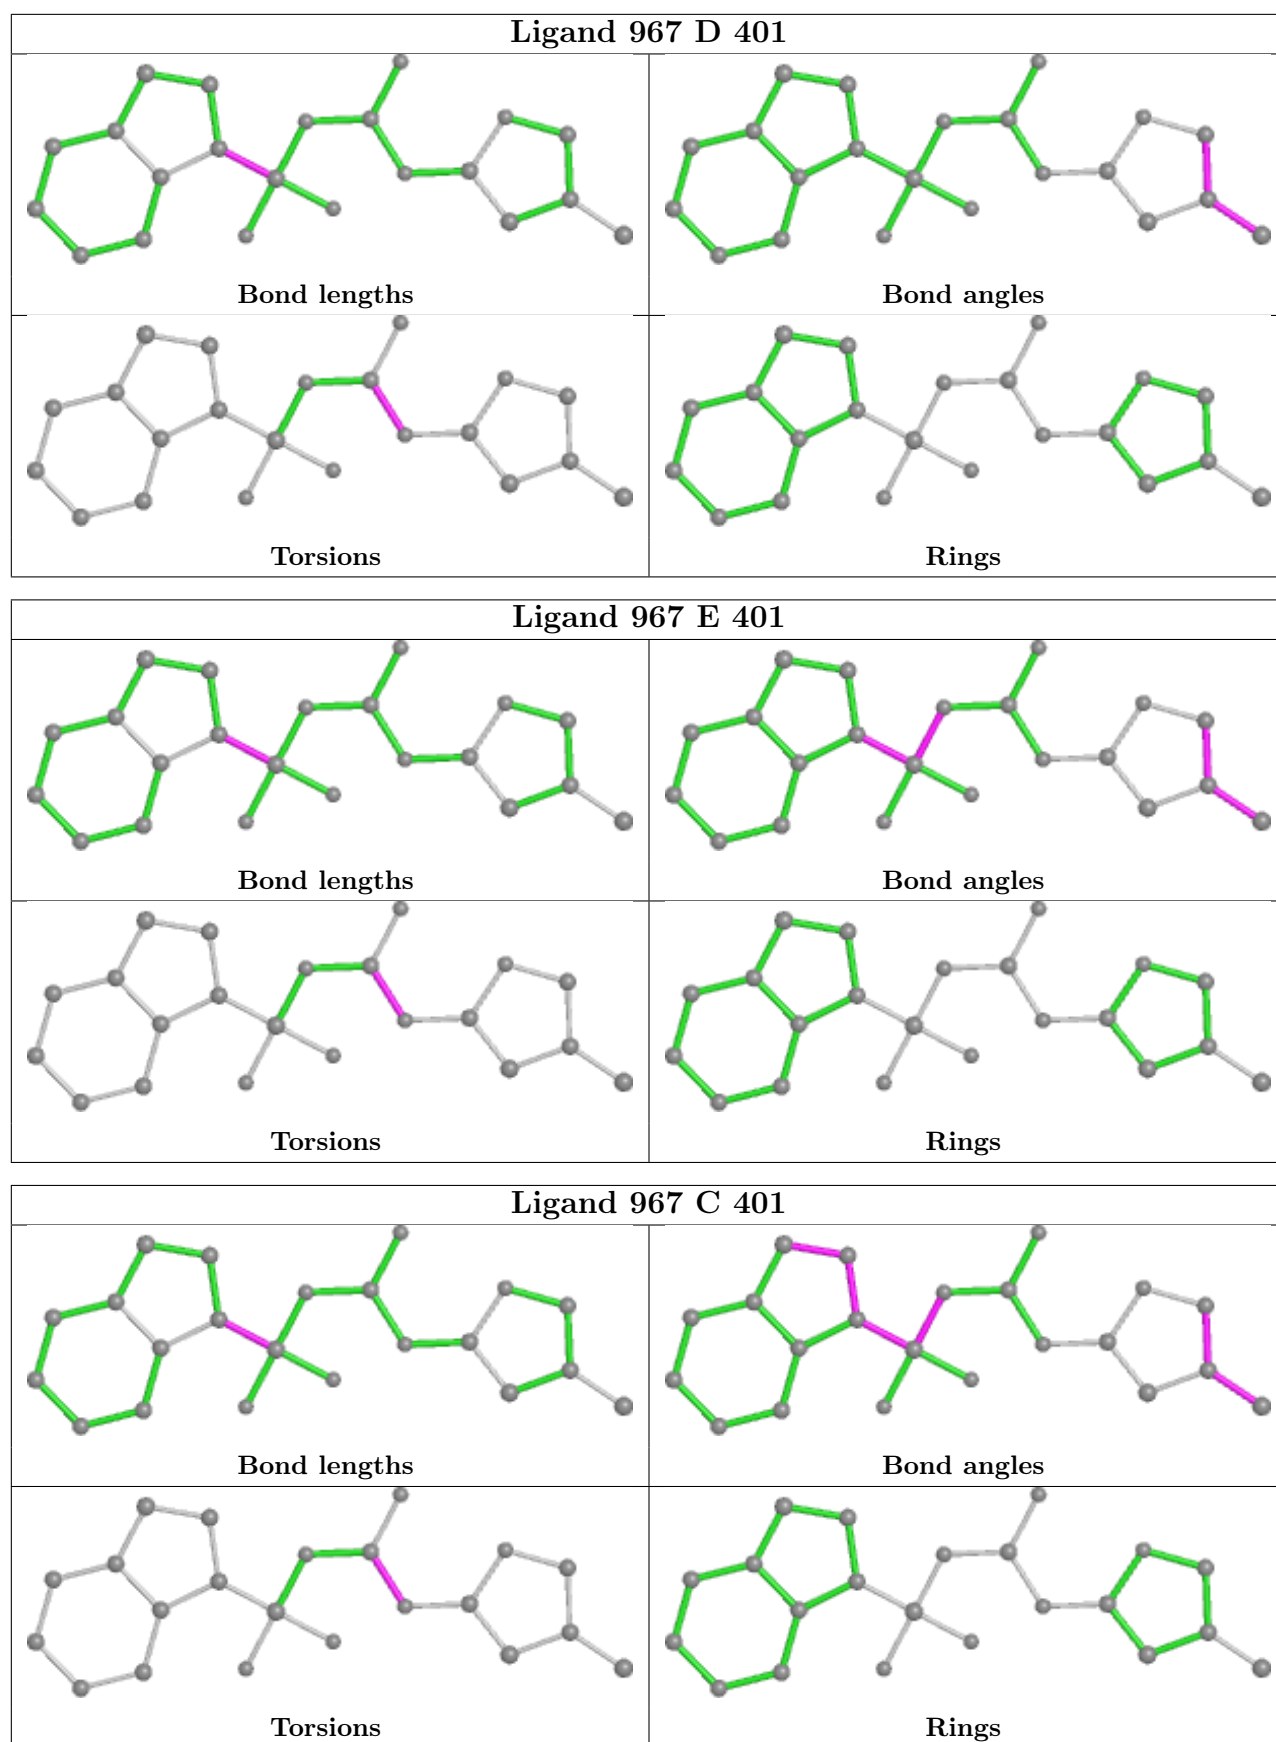 Ligand 967 D 401
Bond lengths
Bond angles
Torsions
Rings
Ligand 967 E 401
Bond lengths
Bond angles
Torsions
Rings
Ligand 967 C 401
Bond lengths
Bond angles
Torsions
Rings